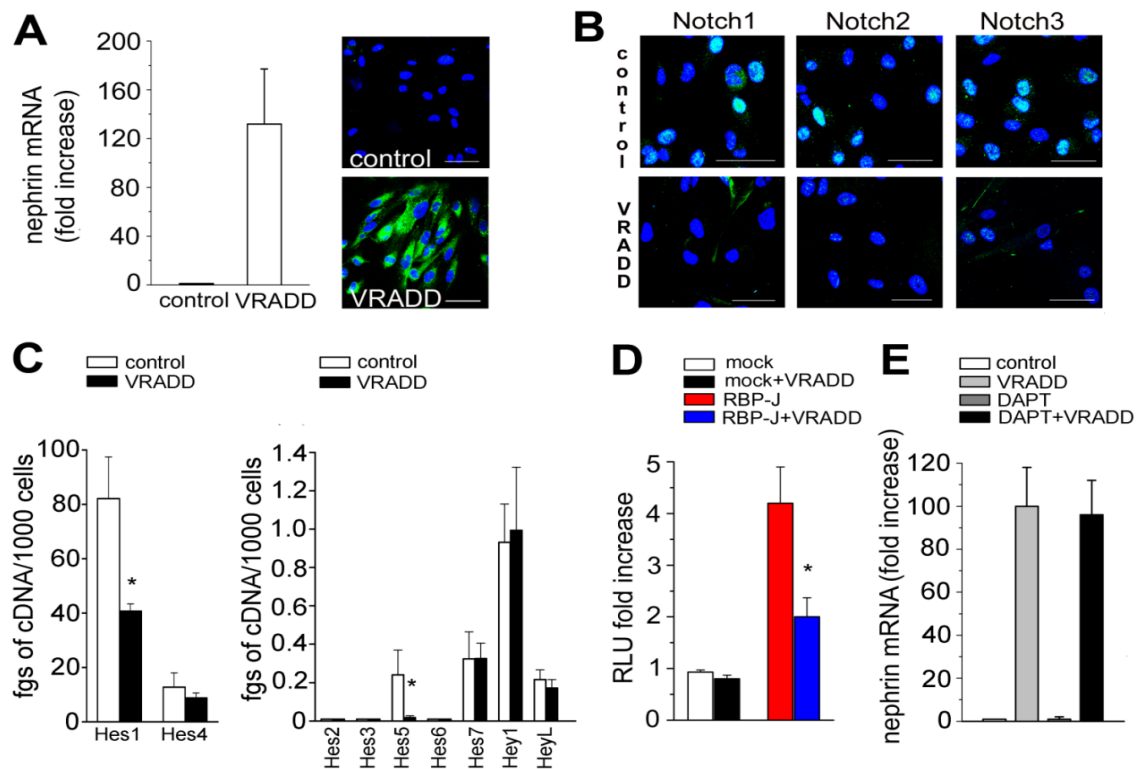 A
nephrin mRNA
(fold increase)
200
160
120
80
40
0
control VRADD
control
VRADD
B
Notch1 Notch2 Notch3
control
VRADD
C
control
VRADD
fgs of cDNA/1000 cells
100
80
60
40
20
0
*
Hes1 Hes4
control
VRADD
fgs of cDNA/1000 cells
1.4
1.2
1.0
0.8
0.6
0.4
0.2
0.0
*
Hes2
Hes3
Hes5
Hes6
Hes7
Hey1
HeyL
D
mock
mock+VRADD
RBP-J
RBP-J+VRADD
RLU fold increase
5
4
3
2
1
0
*
E
control
VRADD
DAPT
DAPT+VRADD
nephrin mRNA (fold increase)
120
100
80
60
40
20
0